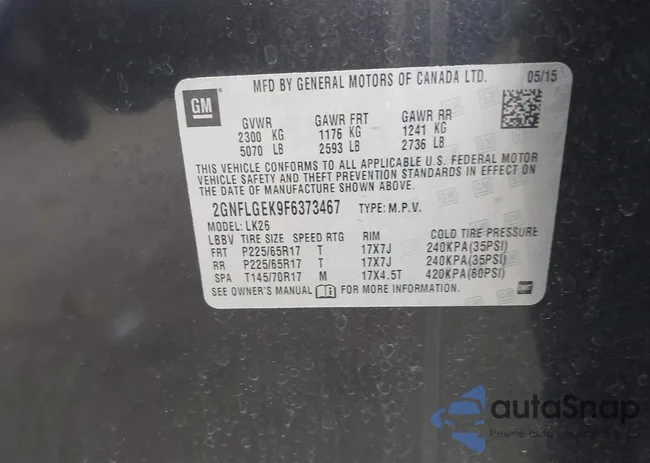 MFD BY GENERAL MOTORS OF CANADA LTD. 05/15
GM
GVWR GAWR FRT GAWR RR
2300 KG 1176 KG 1241 KG
5070 LB 2593 LB 2736 LB
THIS VEHICLE CONFORMS TO ALL APPLICABLE U.S. FEDERAL MOTOR
VEHICLE SAFETY AND THEFT PREVENTION STANDARDS IN EFFECT ON
THE DATE OF MANUFACTURE SHOWN ABOVE.
2GNFLGEK9F6373467 TYPE: M.P.V.
MODEL: LK26
LBBV TIRE SIZE SPEED RTG RIM COLD TIRE PRESSURE
FRT P225/65R17 T 17X7J 240KPA(35PSI)
RR P225/65R17 T 17X7J 240KPA(35PSI)
SPA T145/70R17 M 17X4.5T 420KPA(60PSI)
SEE OWNER'S MANUAL FOR MORE INFORMATION.
autaSnap